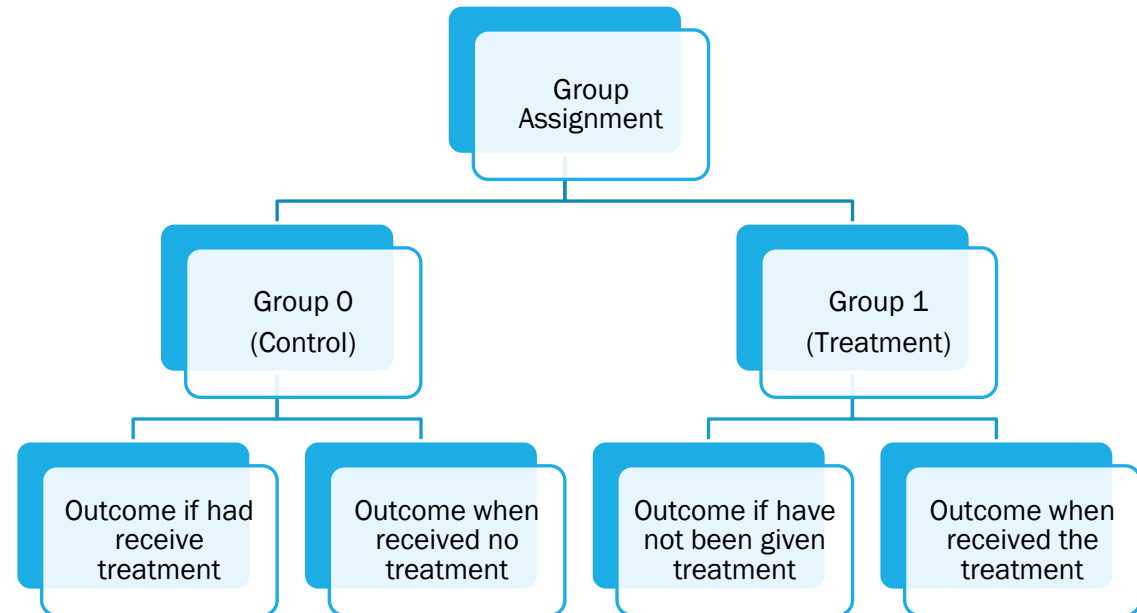 Group
Assignment
Group 0
(Control)
Group 1
(Treatment)
Outcome if had
receive
treatment
Outcome when
received no
treatment
Outcome if have
not been given
treatment
Outcome when
received the
treatment